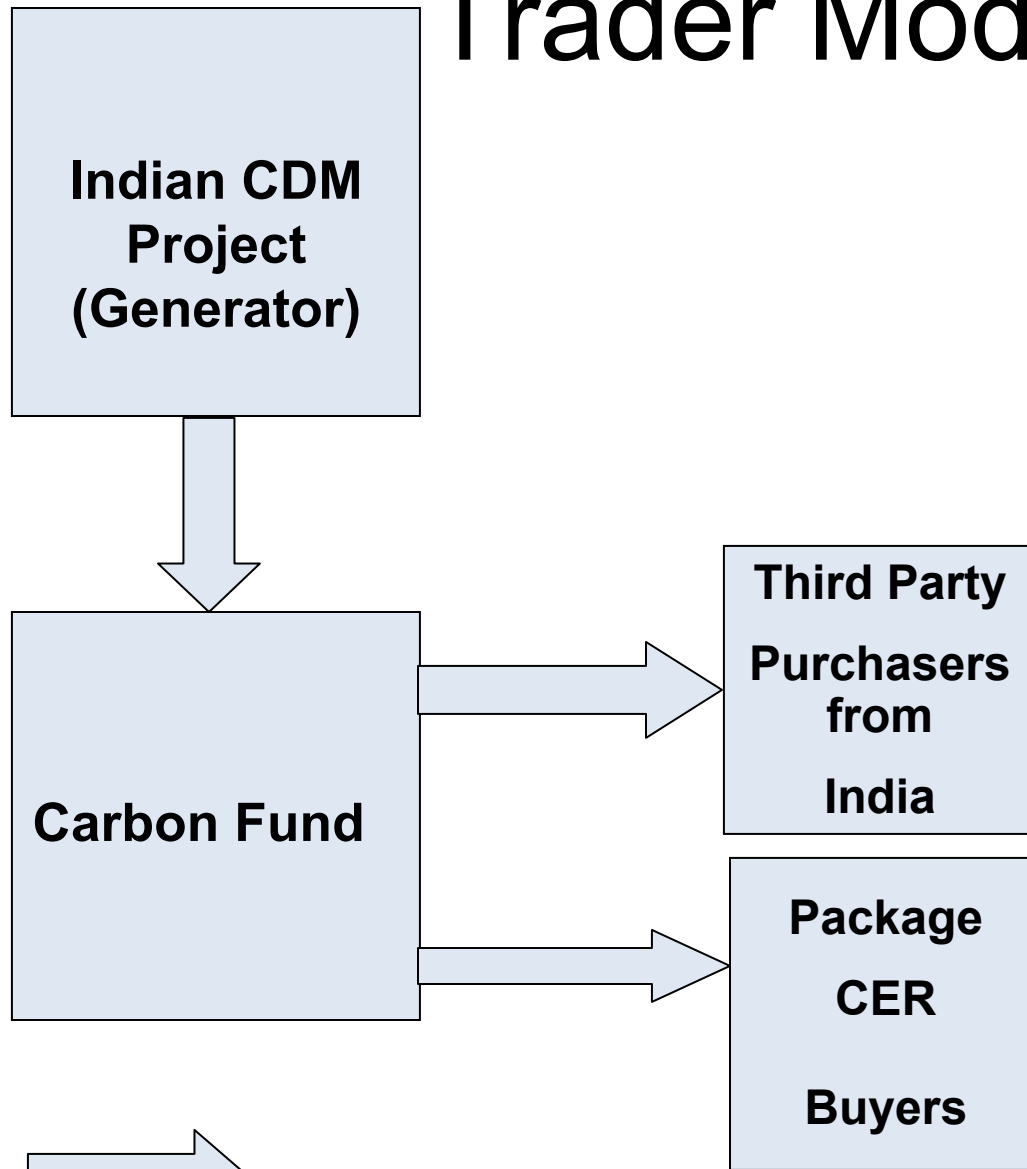 Trader Mod
Indian CDM
Project
(Generator)
Third Party
Purchasers
from
India
Carbon Fund
Package
CER
Buyers